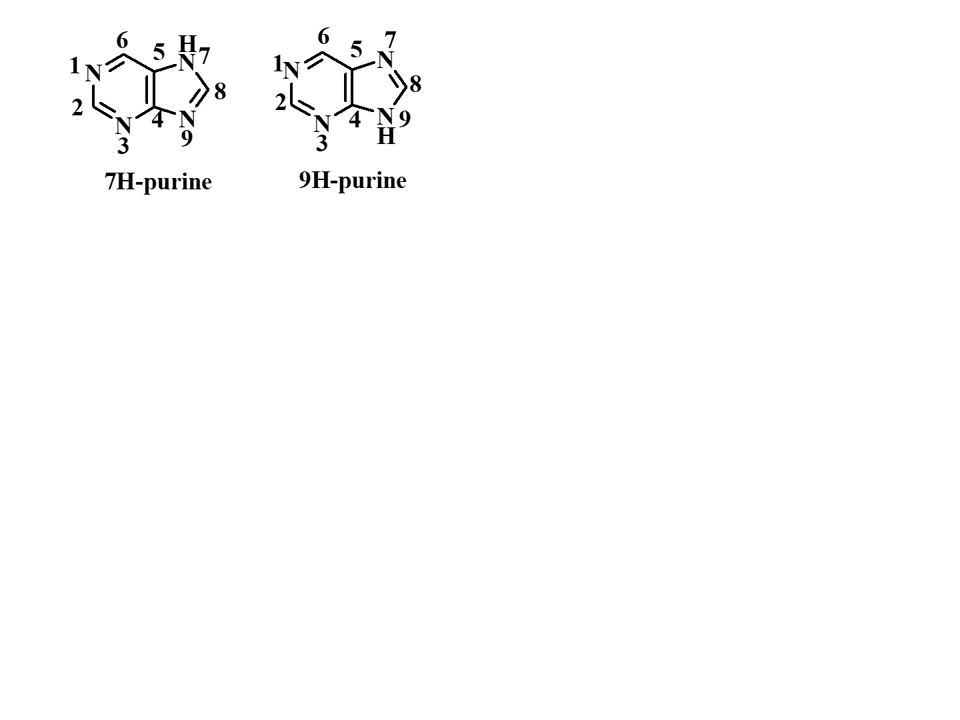 6 5 H 7
1 N N
8
2 N 4 N
3 9
7H-purine
6 5 7
1 N N
8
2 N 4 N 9
3 H
9H-purine